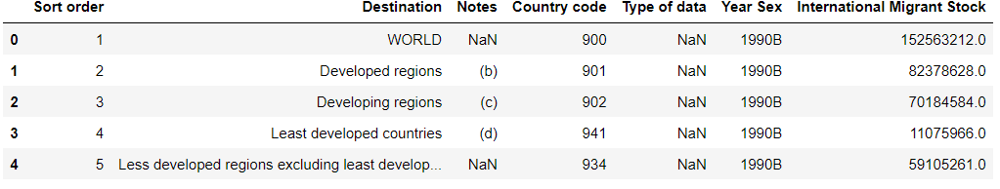 Sort order Destination Notes Country code Type of data Year Sex International Migrant Stock
0 1 WORLD NaN 900 NaN 1990B 152563212.0
1 2 Developed regions (b) 901 NaN 1990B 82378628.0
2 3 Developing regions (c) 902 NaN 1990B 70184584.0
3 4 Least developed countries (d) 941 NaN 1990B 11075966.0
4 5 Less developed regions excluding least develop... NaN 934 NaN 1990B 59105261.0